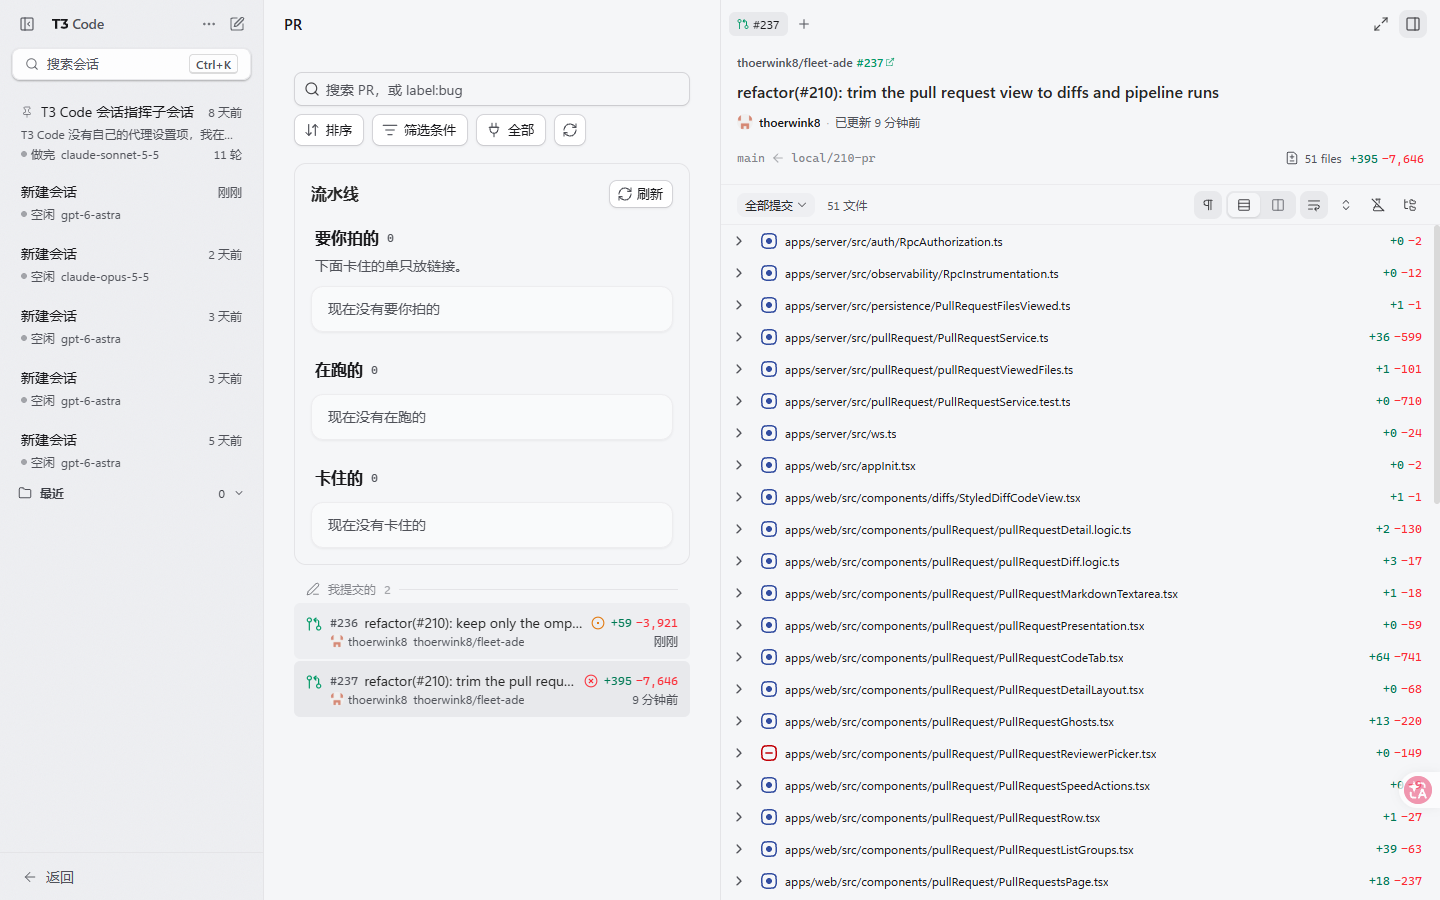 T3 Code
搜索会话
Ctrl+K
T3 Code 会话指挥子会话 8 天前
T3 Code 没有自己的代理设置项，我在...
做完 claude-sonnet-5-5 11 轮
新建会话 刚刚
空闲 gpt-6-astra
新建会话 2 天前
空闲 claude-opus-5-5
新建会话 3 天前
空闲 gpt-6-astra
新建会话 3 天前
空闲 gpt-6-astra
新建会话 5 天前
空闲 gpt-6-astra
最近 0
返回
PR
搜索 PR，或 label:bug
排序 筛选条件 全部
流水线 刷新
要你拍的 0
下面卡住的单只放链接。
现在没有要你拍的
在跑的 0
现在没有在跑的
卡住的 0
现在没有卡住的
我提交的 2
#236 refactor(#210): keep only the omp... +59 −3,921
thoerwink8 thoerwink8/fleet-ade 刚刚
#237 refactor(#210): trim the pull requ... +395 −7,646
thoerwink8 thoerwink8/fleet-ade 9 分钟前
#237
thoerwink8/fleet-ade #237
refactor(#210): trim the pull request view to diffs and pipeline runs
thoerwink8 · 已更新 9 分钟前
main ← local/210-pr 51 files +395 −7,646
全部提交 51 文件
apps/server/src/auth/RpcAuthorization.ts +0 −2
apps/server/src/observability/RpcInstrumentation.ts +0 −12
apps/server/src/persistence/PullRequestFilesViewed.ts +1 −1
apps/server/src/pullRequest/PullRequestService.ts +36 −599
apps/server/src/pullRequest/pullRequestViewedFiles.ts +1 −101
apps/server/src/pullRequest/PullRequestService.test.ts +0 −710
apps/server/src/ws.ts +0 −24
apps/web/src/appInit.tsx +0 −2
apps/web/src/components/diffs/StyledDiffCodeView.tsx +1 −1
apps/web/src/components/pullRequest/pullRequestDetail.logic.ts +2 −130
apps/web/src/components/pullRequest/pullRequestDiff.logic.ts +3 −17
apps/web/src/components/pullRequest/PullRequestMarkdownTextarea.tsx +1 −18
apps/web/src/components/pullRequest/pullRequestPresentation.tsx +0 −59
apps/web/src/components/pullRequest/PullRequestCodeTab.tsx +64 −741
apps/web/src/components/pullRequest/PullRequestDetailLayout.tsx +0 −68
apps/web/src/components/pullRequest/PullRequestGhosts.tsx +13 −220
apps/web/src/components/pullRequest/PullRequestReviewerPicker.tsx +0 −149
apps/web/src/components/pullRequest/PullRequestSpeedActions.tsx
apps/web/src/components/pullRequest/PullRequestRow.tsx +1 −27
apps/web/src/components/pullRequest/PullRequestListGroups.tsx +39 −63
apps/web/src/components/pullRequest/PullRequestsPage.tsx +18 −237